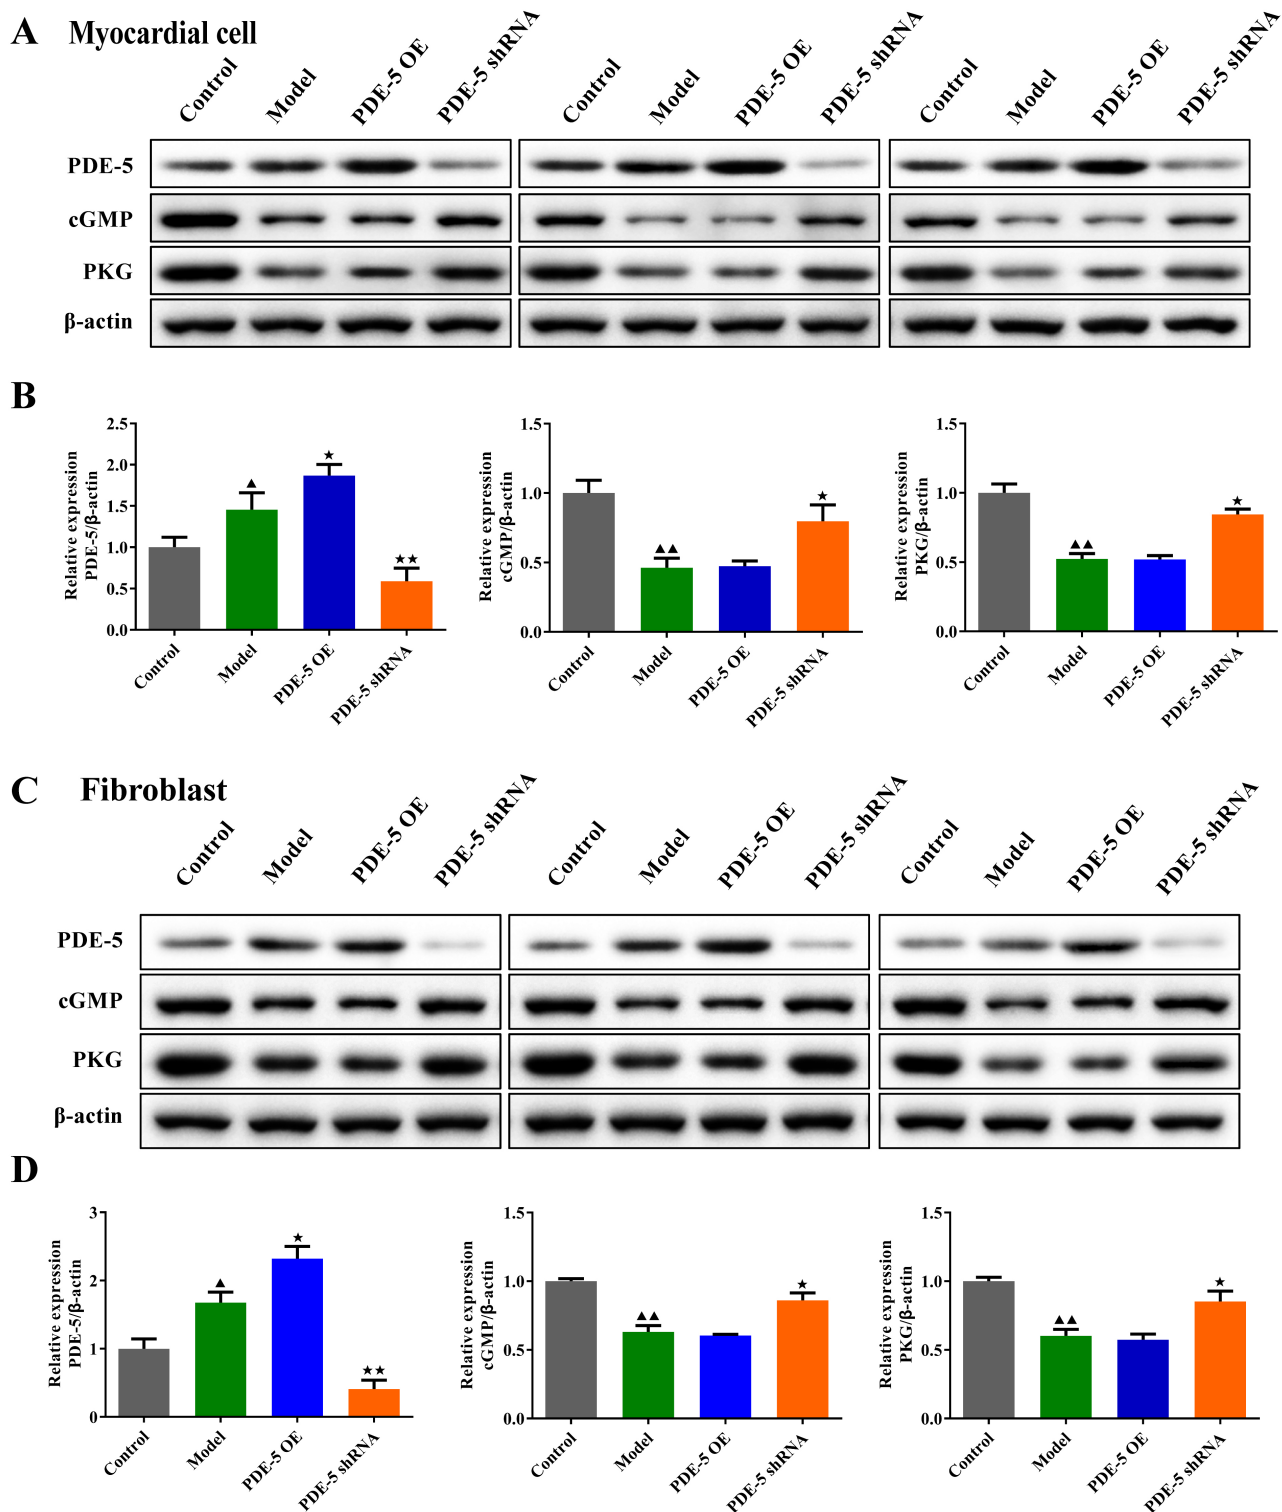 A Myocardial cell
Control Model PDE-5 OE PDE-5 shRNA Control Model PDE-5 OE PDE-5 shRNA Control Model PDE-5 OE PDE-5 shRNA
PDE-5
cGMP
PKG
β-actin
B
Relative expression
PDE-5/β-actin
2.5
2.0
1.5
1.0
0.5
0.0
▲
★
★★
Control Model PDE-5 OE PDE-5 shRNA
Relative expression
cGMP/β-actin
1.5
1.0
0.5
0.0
▲▲
★
Control Model PDE-5 OE PDE-5 shRNA
Relative expression
PKG/β-actin
1.5
1.0
0.5
0.0
▲▲
★
Control Model PDE-5 OE PDE-5 shRNA
C Fibroblast
Control Model PDE-5 OE PDE-5 shRNA Control Model PDE-5 OE PDE-5 shRNA Control Model PDE-5 OE PDE-5 shRNA
PDE-5
cGMP
PKG
β-actin
D
Relative expression
PDE-5/β-actin
3
2
1
0
▲
★
★★
Control Model PDE-5 OE PDE-5 shRNA
Relative expression
cGMP/β-actin
1.5
1.0
0.5
0.0
▲▲
★
Control Model PDE-5 OE PDE-5 shRNA
Relative expression
PKG/β-actin
1.5
1.0
0.5
0.0
▲▲
★
Control Model PDE-5 OE PDE-5 shRNA